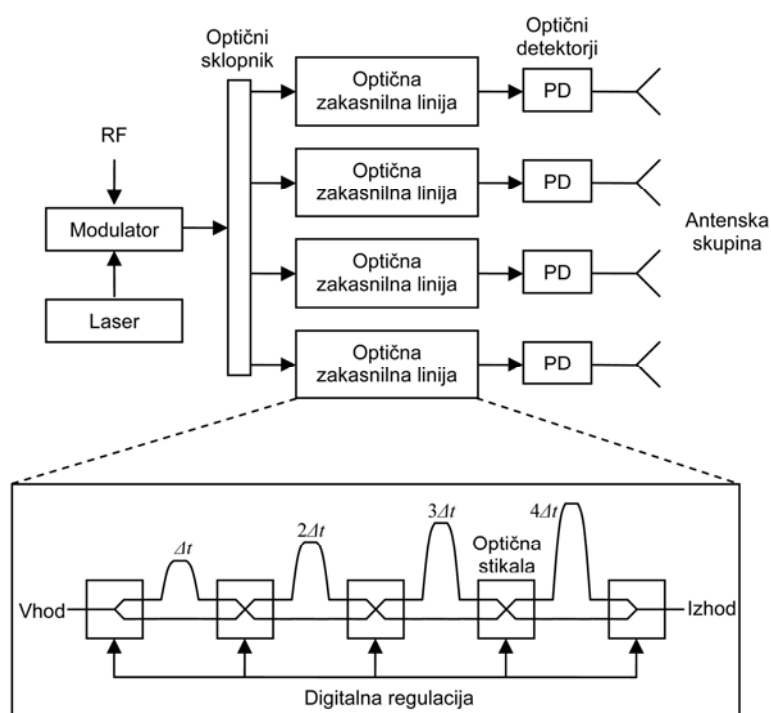 Optični
sklopnik
Optični
detektorji
Optična
zakasnilna linija
PD
RF
Optična
zakasnilna linija
PD
Modulator
Antenska
skupina
Optična
zakasnilna linija
PD
Laser
Optična
zakasnilna linija
PD
Δt
2Δt
3Δt
4Δt
Optična
stikala
Vhod
Izhod
Digitalna regulacija